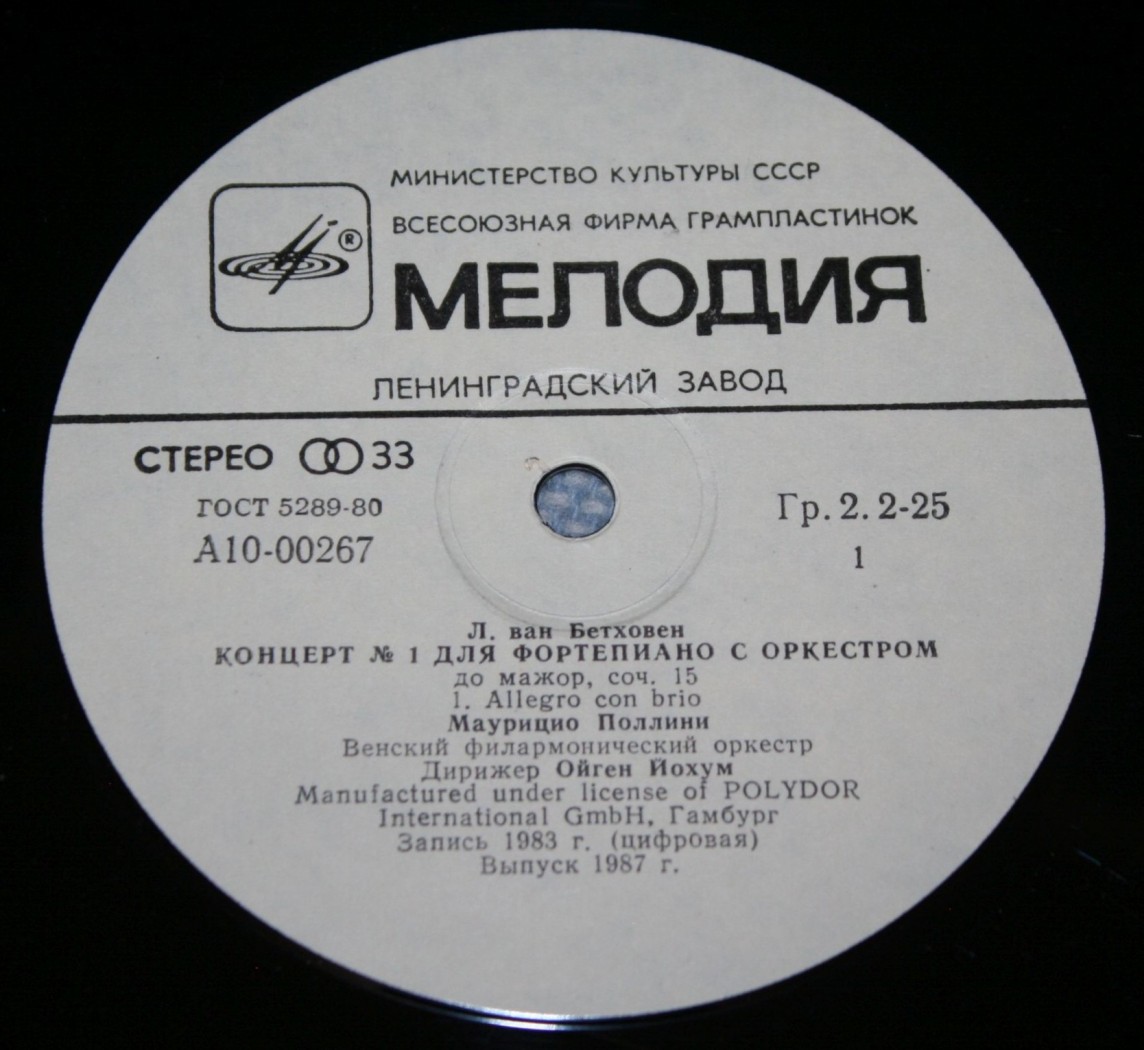 МИНИСТЕРСТВО КУЛЬТУРЫ СССР
ВСЕСОЮЗНАЯ ФИРМА ГРАМПЛАСТИНОК
®
МЕЛОДИЯ
ЛЕНИНГРАДСКИЙ ЗАВОД
СТЕРЕО 33
ГОСТ 5289-80
А10-00267
Гр. 2. 2-25
1
Л. ван Бетховен
КОНЦЕРТ № 1 ДЛЯ ФОРТЕПИАНО С ОРКЕСТРОМ
до мажор, соч. 15
1. Allegro con brio
Маурицио Поллини
Венский филармонический оркестр
Дирижер Ойген Йохум
Manufactured under license of POLYDOR
International GmbH, Гамбург
Запись 1983 г. (цифровая)
Выпуск 1987 г.